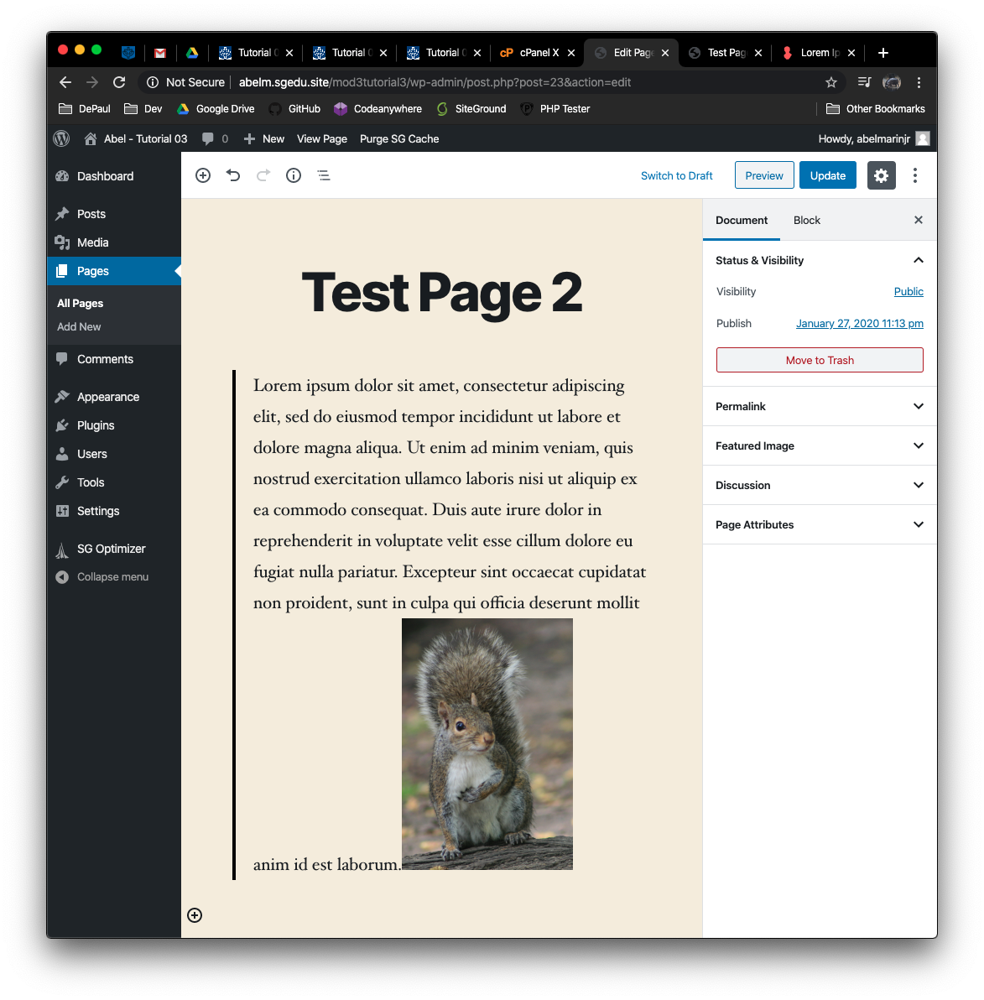 Tutorial 0
Tutorial 0
Tutorial 0
cP cPanel X
Edit Page
Test Pag
Lorem Ip
Not Secure abelm.sgedu.site/mod3tutorial3/wp-admin/post.php?post=23&action=edit
DePaul Dev Google Drive GitHub Codeanywhere SiteGround PHP Tester Other Bookmarks
Abel - Tutorial 03 0 New View Page Purge SG Cache Howdy, abelmarinjr
Dashboard
Posts
Media
Pages
All Pages
Add New
Comments
Appearance
Plugins
Users
Tools
Settings
SG Optimizer
Collapse menu
Switch to Draft Preview Update
Test Page 2
Lorem ipsum dolor sit amet, consectetur adipiscing
elit, sed do eiusmod tempor incididunt ut labore et
dolore magna aliqua. Ut enim ad minim veniam, quis
nostrud exercitation ullamco laboris nisi ut aliquip ex
ea commodo consequat. Duis aute irure dolor in
reprehenderit in voluptate velit esse cillum dolore eu
fugiat nulla pariatur. Excepteur sint occaecat cupidatat
non proident, sunt in culpa qui officia deserunt mollit
anim id est laborum.
Document Block
Status & Visibility
Visibility Public
Publish January 27, 2020 11:13 pm
Move to Trash
Permalink
Featured Image
Discussion
Page Attributes